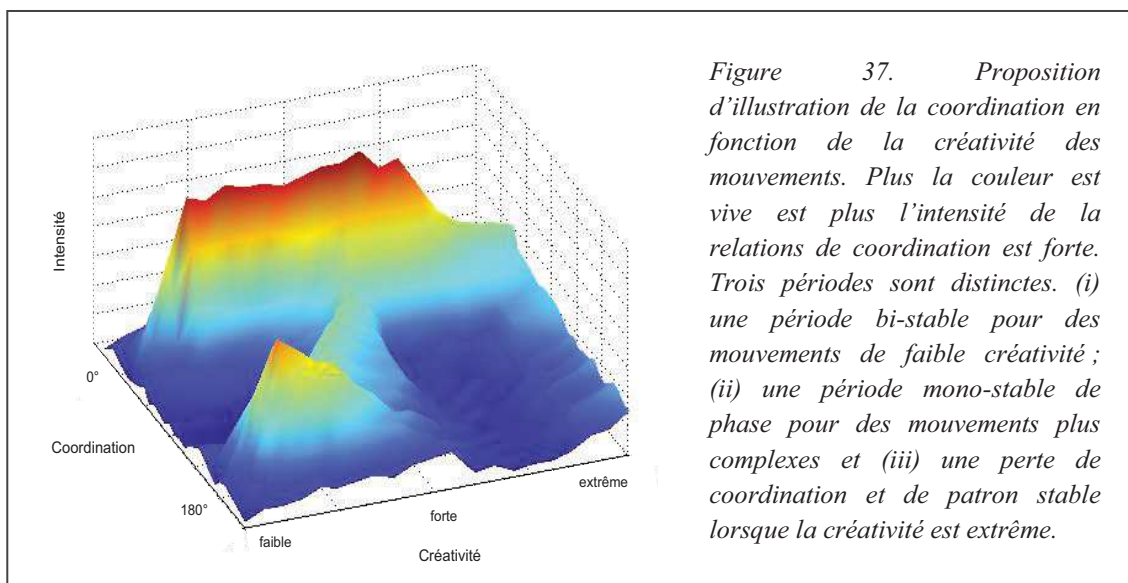 Intensité
0°
Coordination
180°
faible
forte
extrême
Créativité
Figure 37. Proposition
d’illustration de la coordination en
fonction de la créativité des
mouvements. Plus la couleur est
vive est plus l’intensité de la
relations de coordination est forte.
Trois périodes sont distinctes. (i)
une période bi-stable pour des
mouvements de faible créativité ;
(ii) une période mono-stable de
phase pour des mouvements plus
complexes et (iii) une perte de
coordination et de patron stable
lorsque la créativité est extrême.